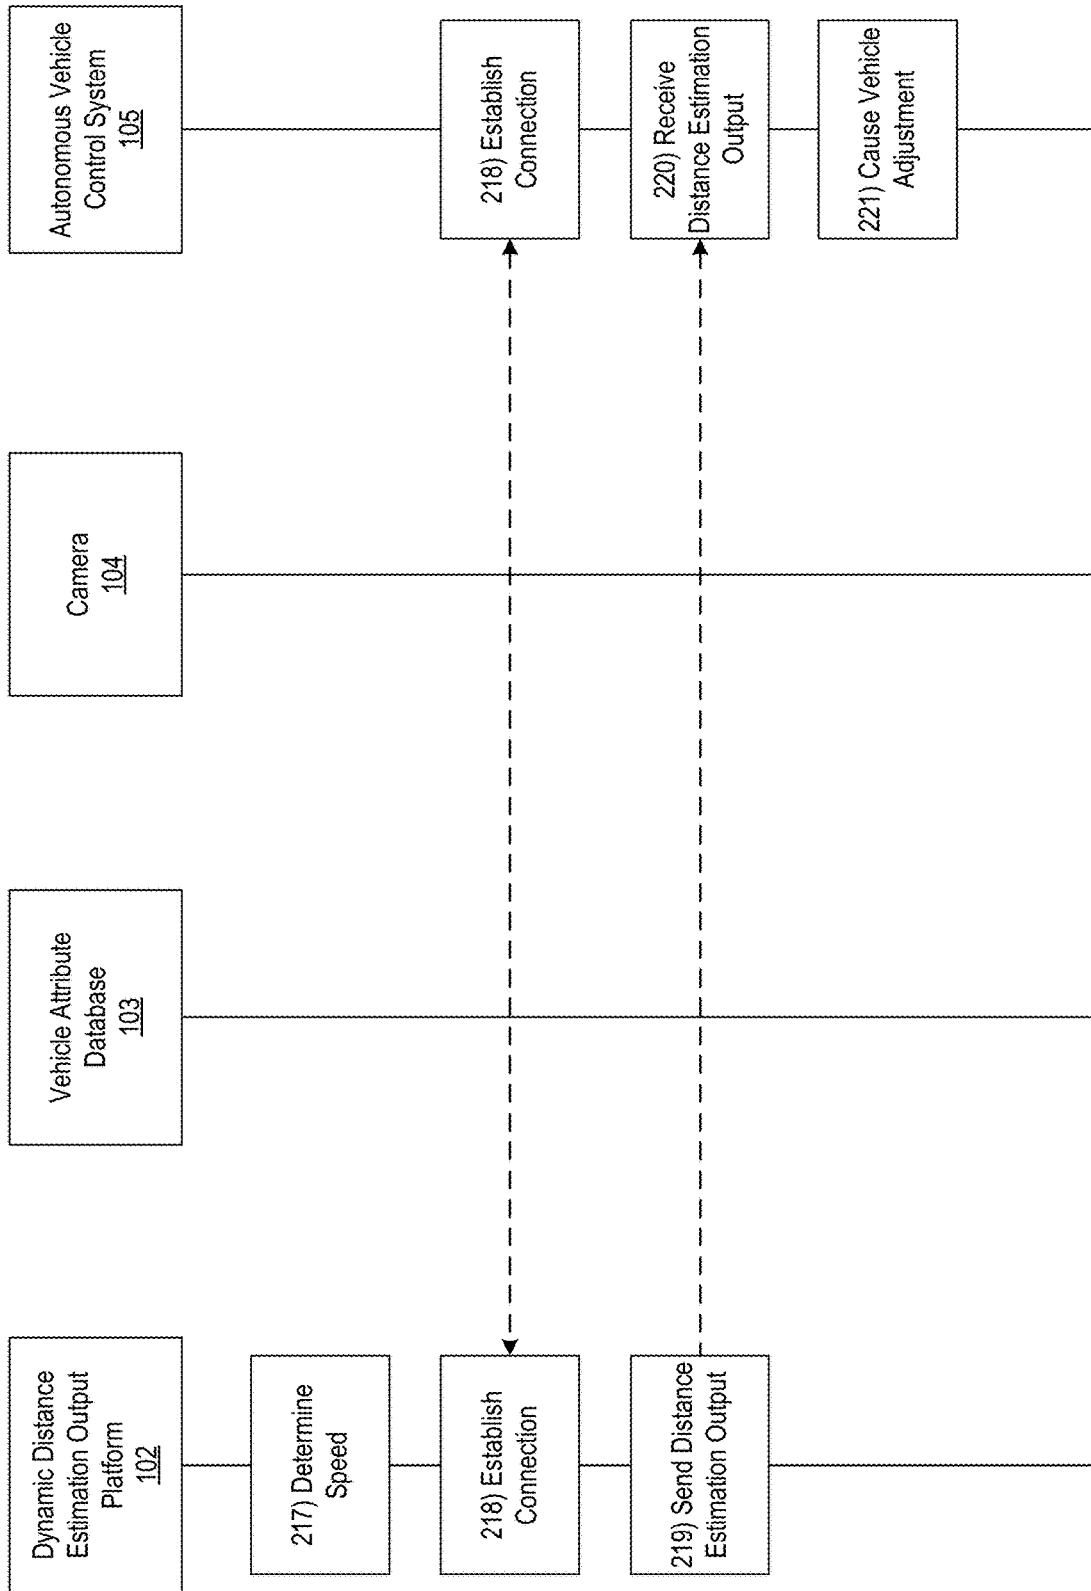 Dynamic Distance
Estimation Output
Platform
102
Vehicle Attribute
Database
103
Camera
104
Autonomous Vehicle
Control System
105
217) Determine
Speed
218) Establish
Connection
218) Establish
Connection
219) Send Distance
Estimation Output
220) Receive
Distance Estimation
Output
221) Cause Vehicle
Adjustment